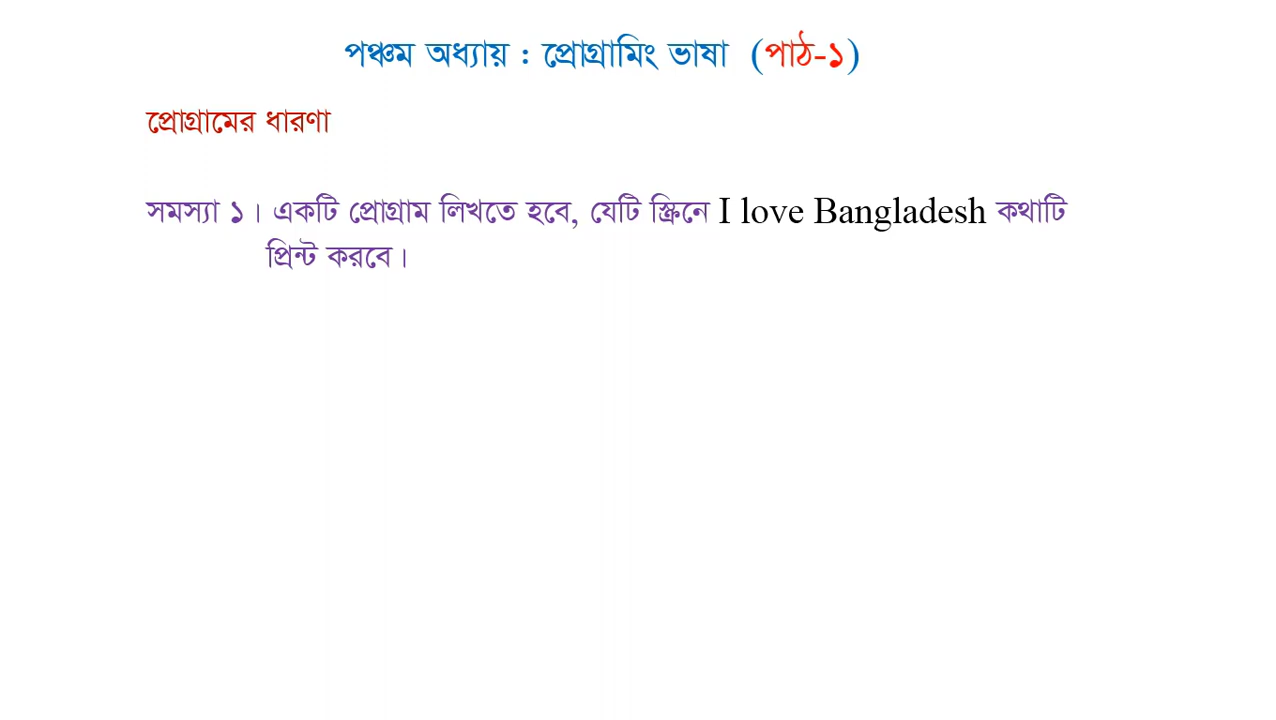 পঞ্চম অধ্যায় : প্রোগ্রামিং ভাষা (পাঠ-১)
প্রোগ্রামের ধারণা
সমস্যা ১। একটি প্রোগ্রাম লিখতে হবে, যেটি স্ক্রিনে I love Bangladesh কথাটি
প্রিন্ট করবে।